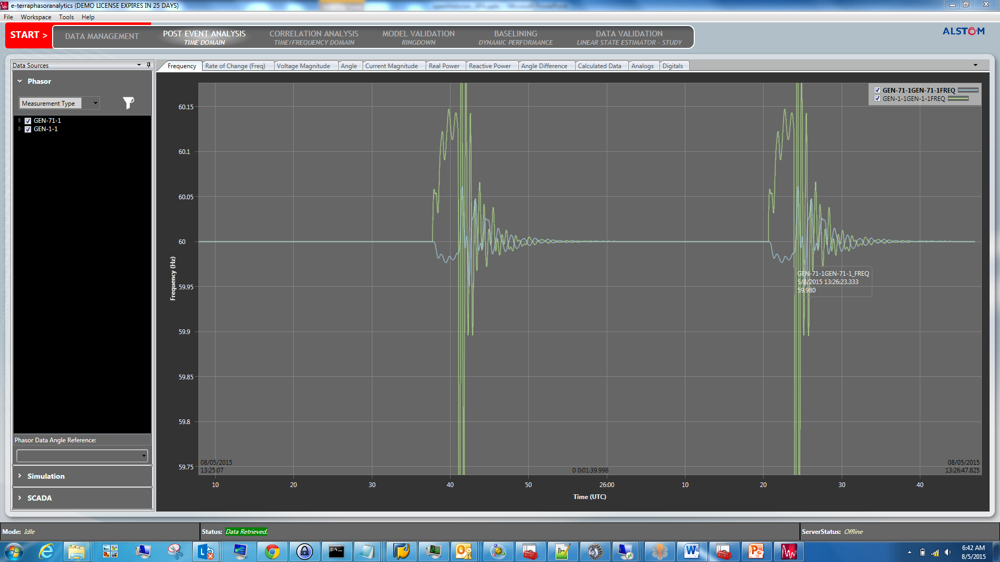 e-terraphasoranalytics (DEMO LICENSE EXPIRES IN 25 DAYS)
File Workspace Tools Help
START >
DATA MANAGEMENT
POST EVENT ANALYSIS
TIME DOMAIN
CORRELATION ANALYSIS
TIME/FREQUENCY DOMAIN
MODEL VALIDATION
RINGDOWN
BASELINING
DYNAMIC PERFORMANCE
DATA VALIDATION
LINEAR STATE ESTIMATOR - STUDY
ALSTOM
Data Sources
Phasor
Measurement Type
GEN-71-1
GEN-1-1
Phasor Data Angle Reference:
Simulation
SCADA
Frequency Rate of Change (Freq) Voltage Magnitude Angle Current Magnitude Real Power Reactive Power Angle Difference Calculated Data Analogs Digitals
GEN-71-1GEN-71-1FREQ
GEN-1-1GEN-1-1FREQ
60.15
60.1
60.05
60
59.95
59.9
59.85
59.8
59.75
Frequency (Hz)
GEN-71-1GEN-71-1_FREQ
5/8/2015 13:26:23.333
59.980
08/05/2015
13:25:07
0 0:01:39.998
08/05/2015
13:26:47.825
10 20 30 40 50 26:00 10 20 30 40
Time (UTC)
Mode: Idle
Status: Data Retrieved.
ServerStatus: Offline
6:42 AM
8/5/2015